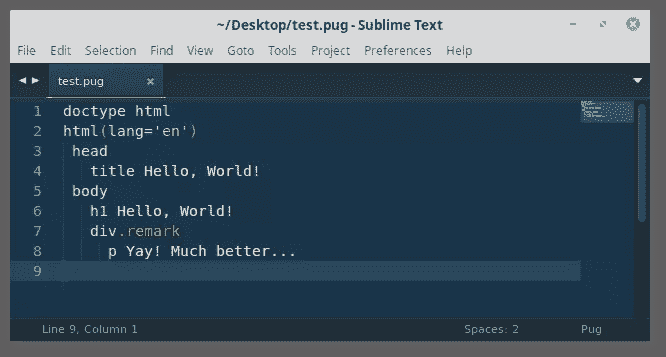 ~/Desktop/test.pug - Sublime Text
File Edit Selection Find View Goto Tools Project Preferences Help
test.pug
1 doctype html
2 html(lang='en')
3 head
4 title Hello, World!
5 body
6 h1 Hello, World!
7 div.remark
8 p Yay! Much better...
9
Line 9, Column 1 Spaces: 2 Pug